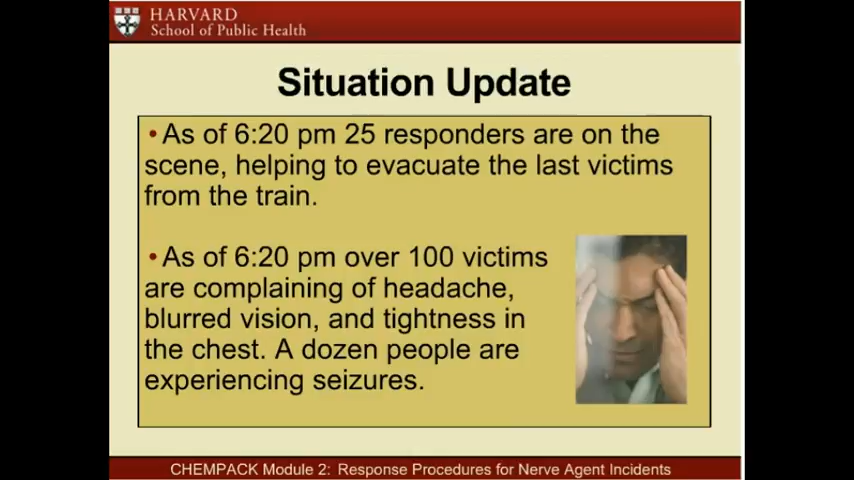 HARVARD
School of Public Health
Situation Update
•As of 6:20 pm 25 responders are on the
scene, helping to evacuate the last victims
from the train.
•As of 6:20 pm over 100 victims
are complaining of headache,
blurred vision, and tightness in
the chest. A dozen people are
experiencing seizures.
CHEMPACK Module 2: Response Procedures for Nerve Agent Incidents